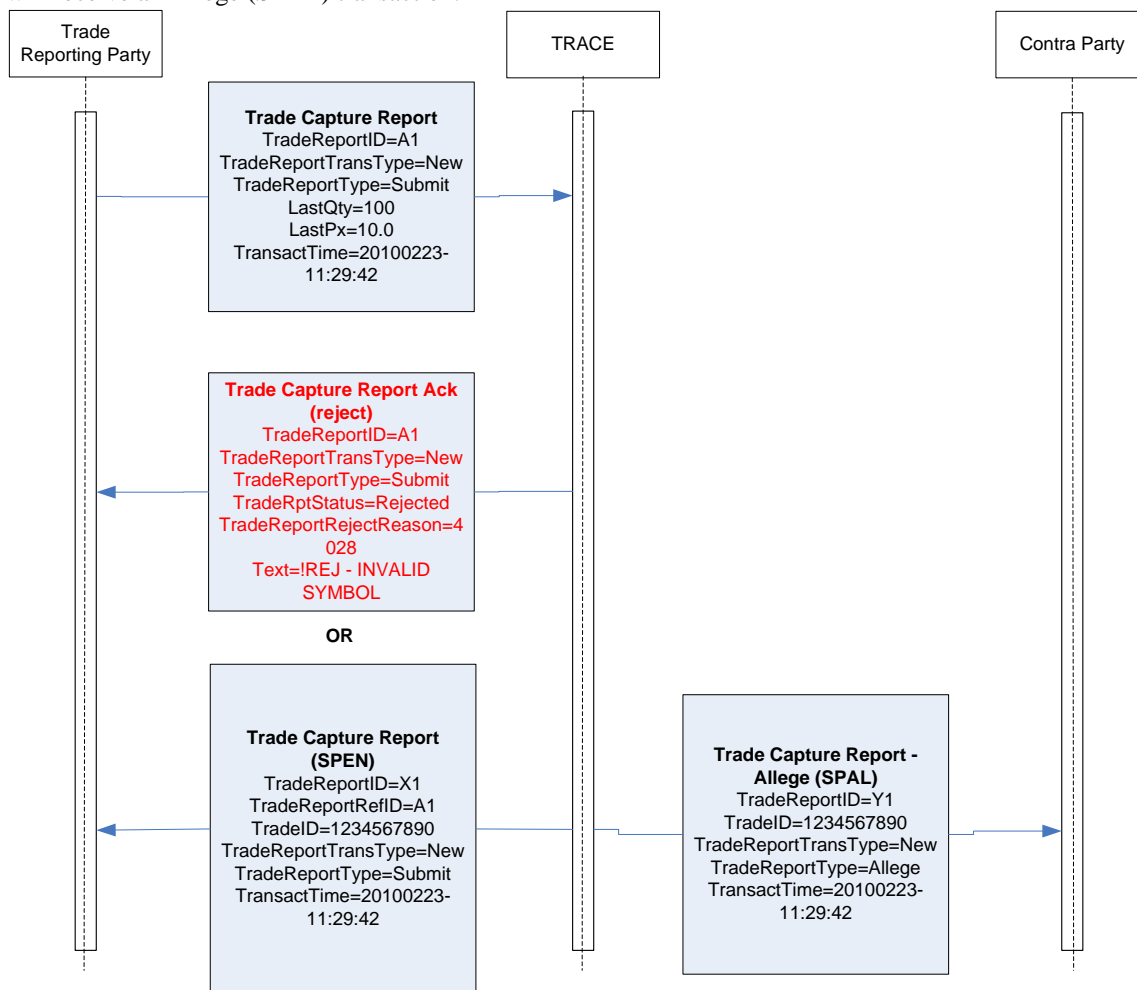 Trade
Reporting Party
TRACE
Contra Party
Trade Capture Report
TradeReportID=A1
TradeReportTransType=New
TradeReportType=Submit
LastQty=100
LastPx=10.0
TransactTime=20100223-
11:29:42
Trade Capture Report Ack
(reject)
TradeReportID=A1
TradeReportTransType=New
TradeReportType=Submit
TradeRptStatus=Rejected
TradeReportRejectReason=4
028
Text=!REJ - INVALID
SYMBOL
OR
Trade Capture Report
(SPEN)
TradeReportID=X1
TradeReportRefID=A1
TradeID=1234567890
TradeReportTransType=New
TradeReportType=Submit
TransactTime=20100223-
11:29:42
Trade Capture Report -
Allege (SPAL)
TradeReportID=Y1
TradeID=1234567890
TradeReportTransType=New
TradeReportType=Allege
TransactTime=20100223-
11:29:42